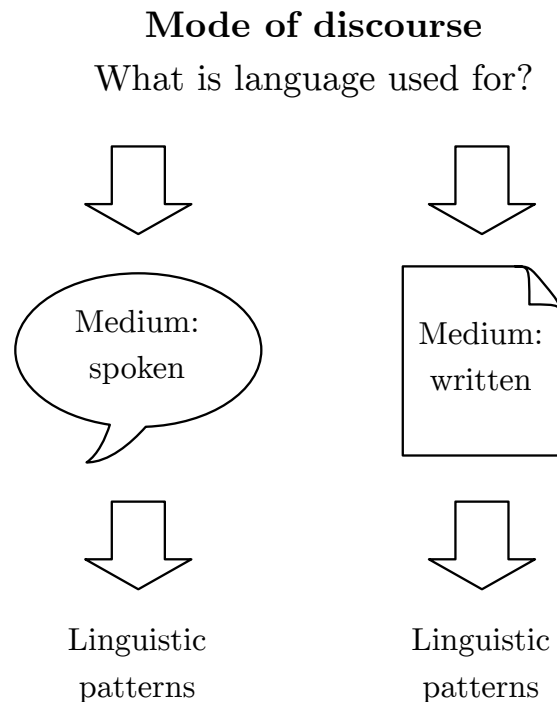 Mode of discourse
What is language used for?
Medium:
spoken
Medium:
written
Linguistic
patterns
Linguistic
patterns